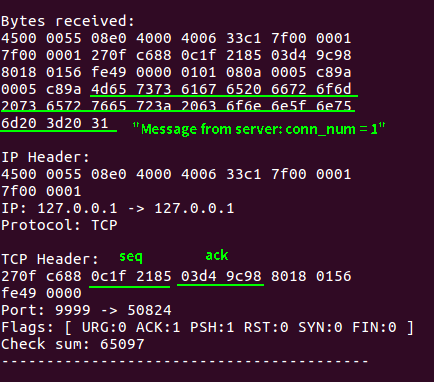 Bytes received:
4500 0055 08e0 4000 4006 33c1 7f00 0001
7f00 0001 270f c688 0c1f 2185 03d4 9c98
8018 0156 fe49 0000 0101 080a 0005 c89a
0005 c89a 4d65 7373 6167 6520 6672 6f6d
2073 6572 7665 723a 2063 6f6e 6e5f 6e75
6d20 3d20 31 "Message from server: conn_num = 1"
IP Header:
4500 0055 08e0 4000 4006 33c1 7f00 0001
7f00 0001
IP: 127.0.0.1 -> 127.0.0.1
Protocol: TCP
TCP Header: seq ack
270f c688 0c1f 2185 03d4 9c98 8018 0156
fe49 0000
Port: 9999 -> 50824
Flags: [ URG:0 ACK:1 PSH:1 RST:0 SYN:0 FIN:0 ]
Check sum: 65097
-----------------------------------------